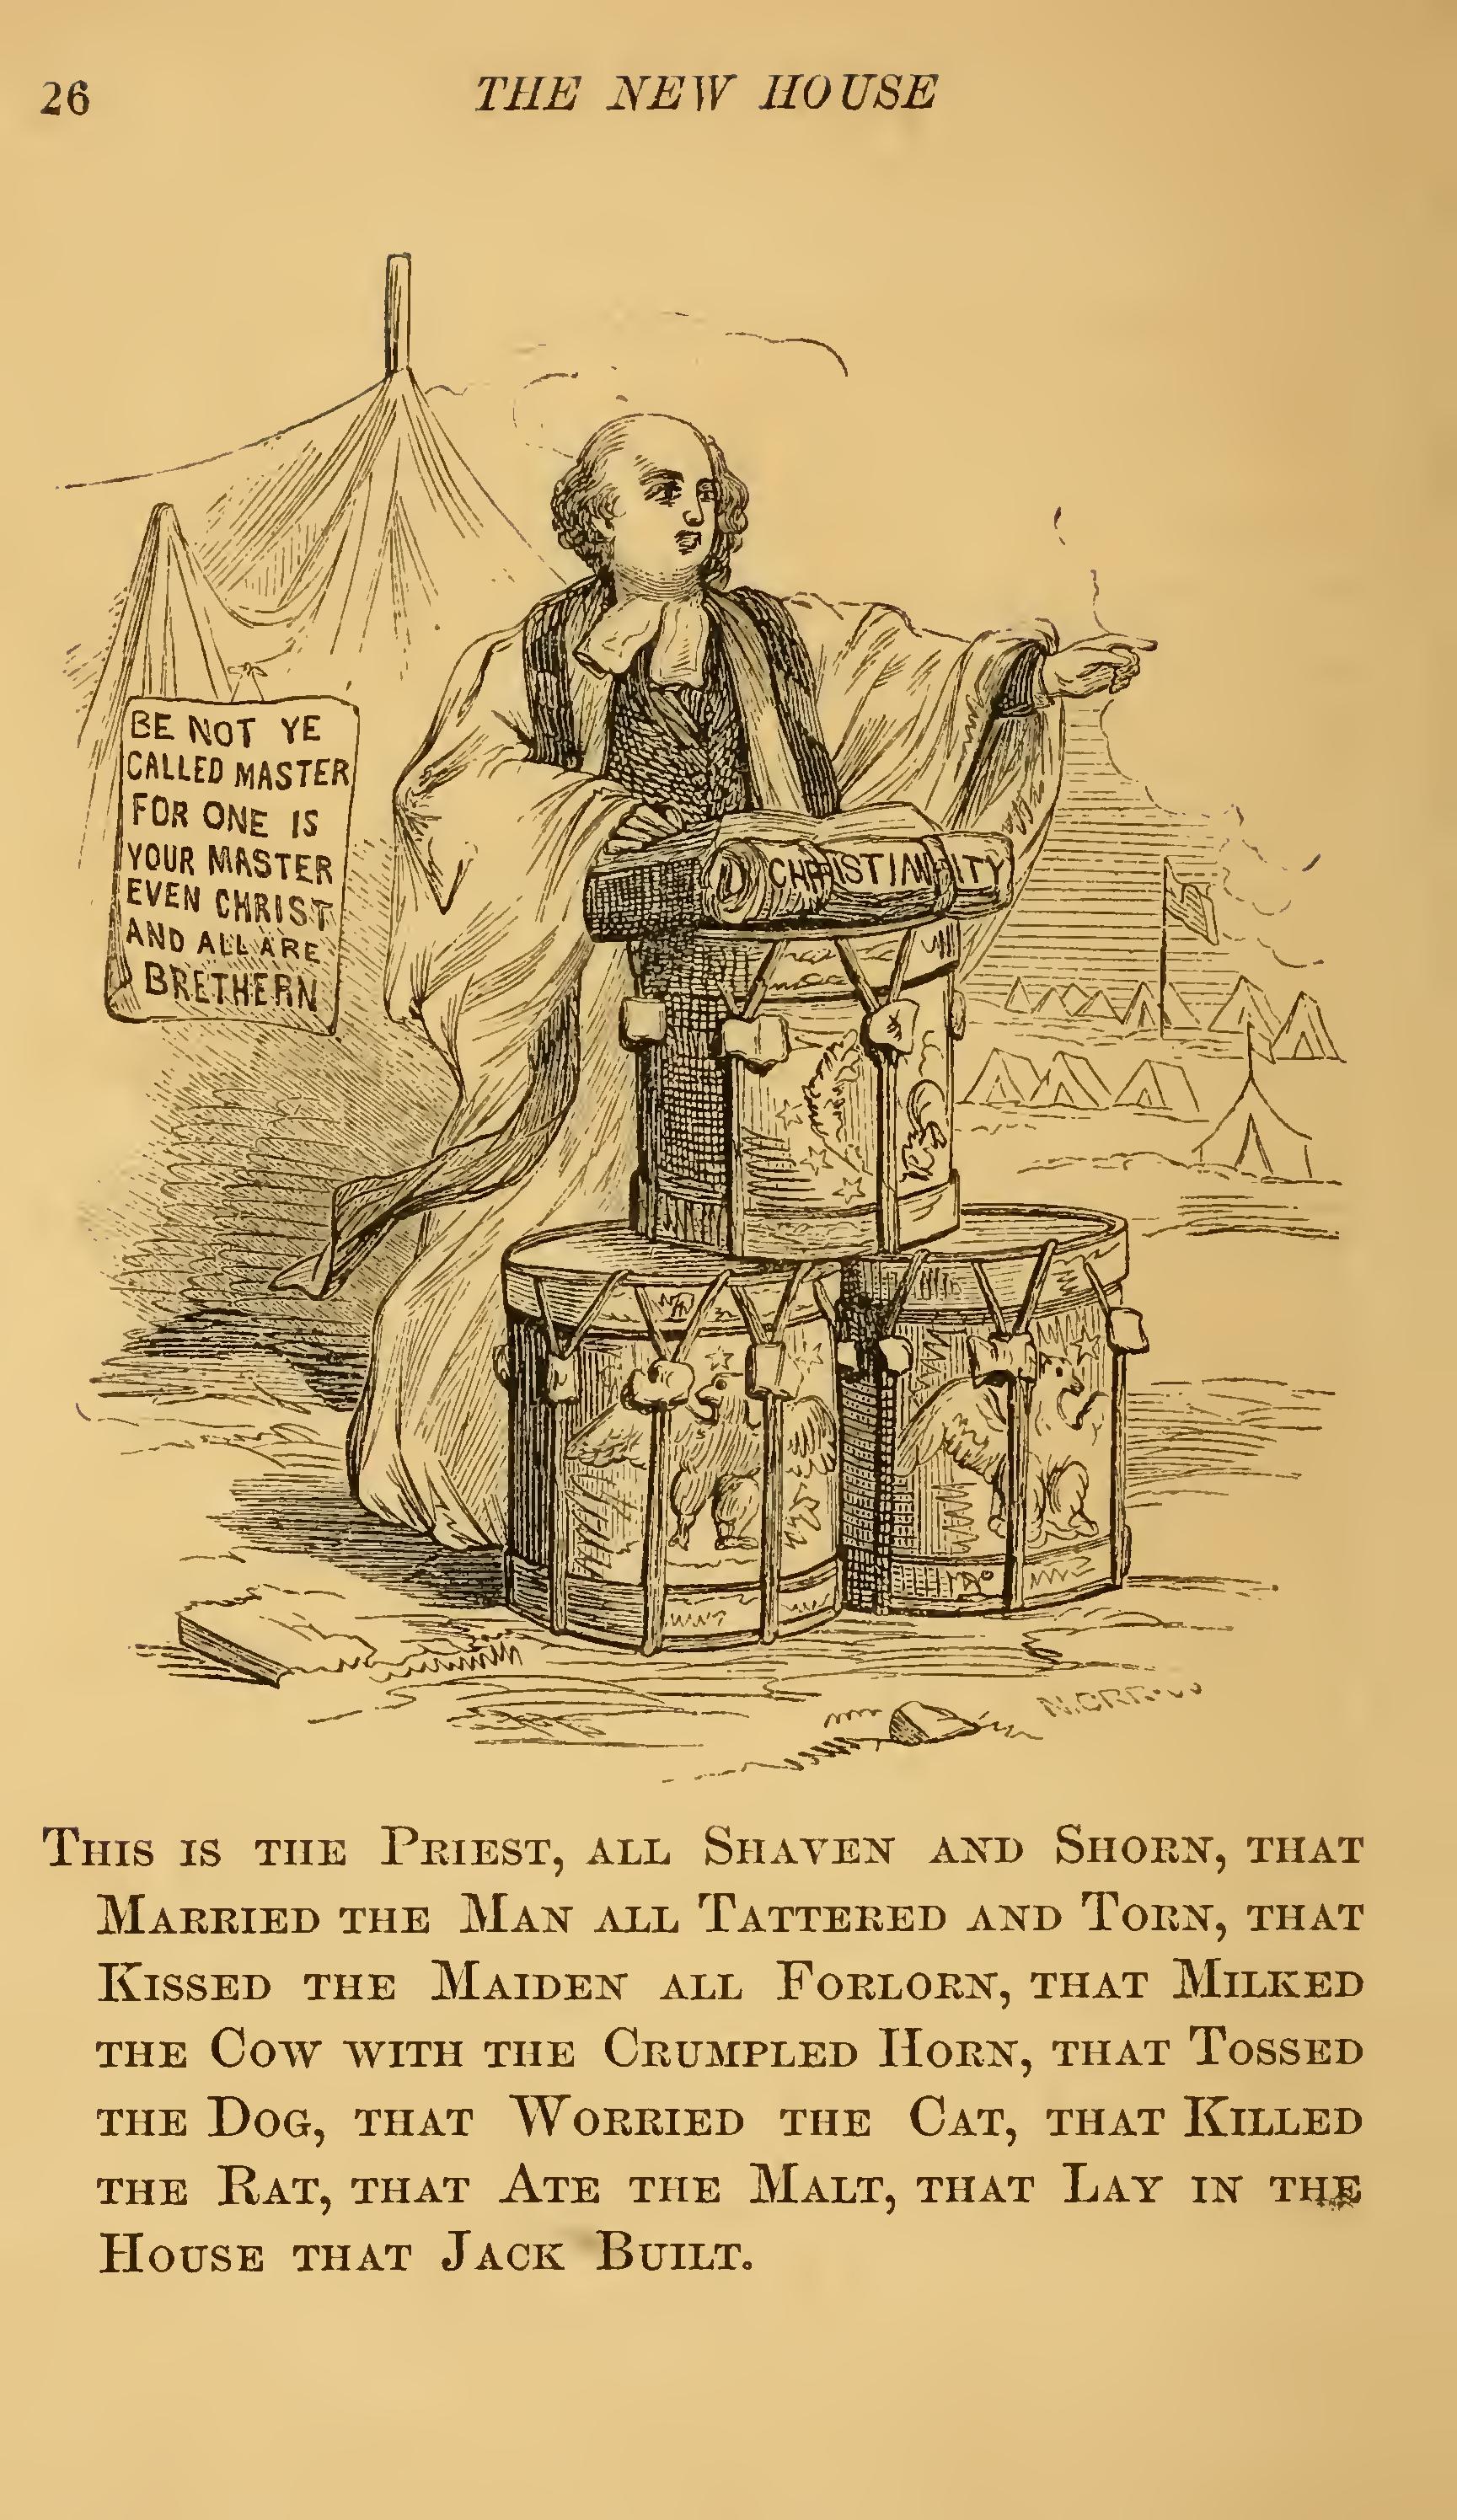 26
THE NEW HOUSE
BE NOT YE
CALLED MASTER
FOR ONE IS
YOUR MASTER
EVEN CHRIST
AND ALL ARE
BRETHERN
CHRISTIANITY
THIS IS THE PRIEST, ALL SHAVEN AND SHORN, THAT
MARRIED THE MAN ALL TATTERED AND TORN, THAT
KISSED THE MAIDEN ALL FORLORN, THAT MILKED
THE COW WITH THE CRUMPLED HORN, THAT TOSSED
THE DOG, THAT WORRIED THE CAT, THAT KILLED
THE RAT, THAT ATE THE MALT, THAT LAY IN THE
HOUSE THAT JACK BUILT.